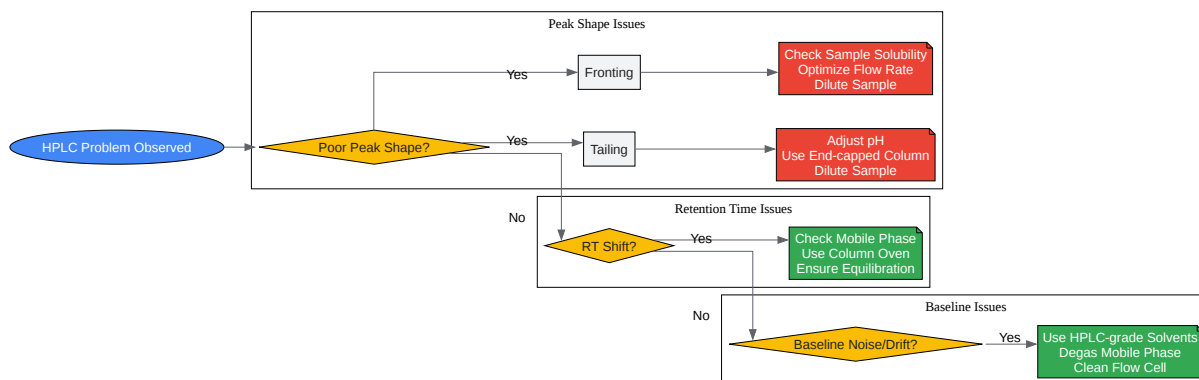 Peak Shape Issues
Check Sample Solubility
Optimize Flow Rate
Dilute Sample
Yes
Fronting
HPLC Problem Observed
Poor Peak Shape?
Yes
Tailing
Adjust pH
Use End-capped Column
Dilute Sample
No
Retention Time Issues
RT Shift?
Yes
Check Mobile Phase
Use Column Oven
Ensure Equilibration
No
Baseline Issues
Baseline Noise/Drift?
Yes
Use HPLC-grade Solvents
Degas Mobile Phase
Clean Flow Cell